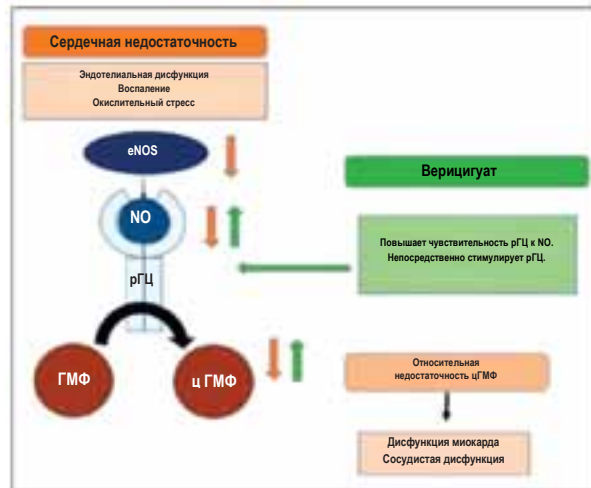 Сердечная недостаточность
Эндотелиальная дисфункция
Воспаление
Окислительный стресс
eNOS
NO
рГЦ
ГМФ
ц ГМФ
Верицигуат
Повышает чувствительность рГЦ к NO.
Непосредственно стимулирует рГЦ.
Относительная
недостаточность цГМФ
Дисфункция миокарда
Сосудистая дисфункция